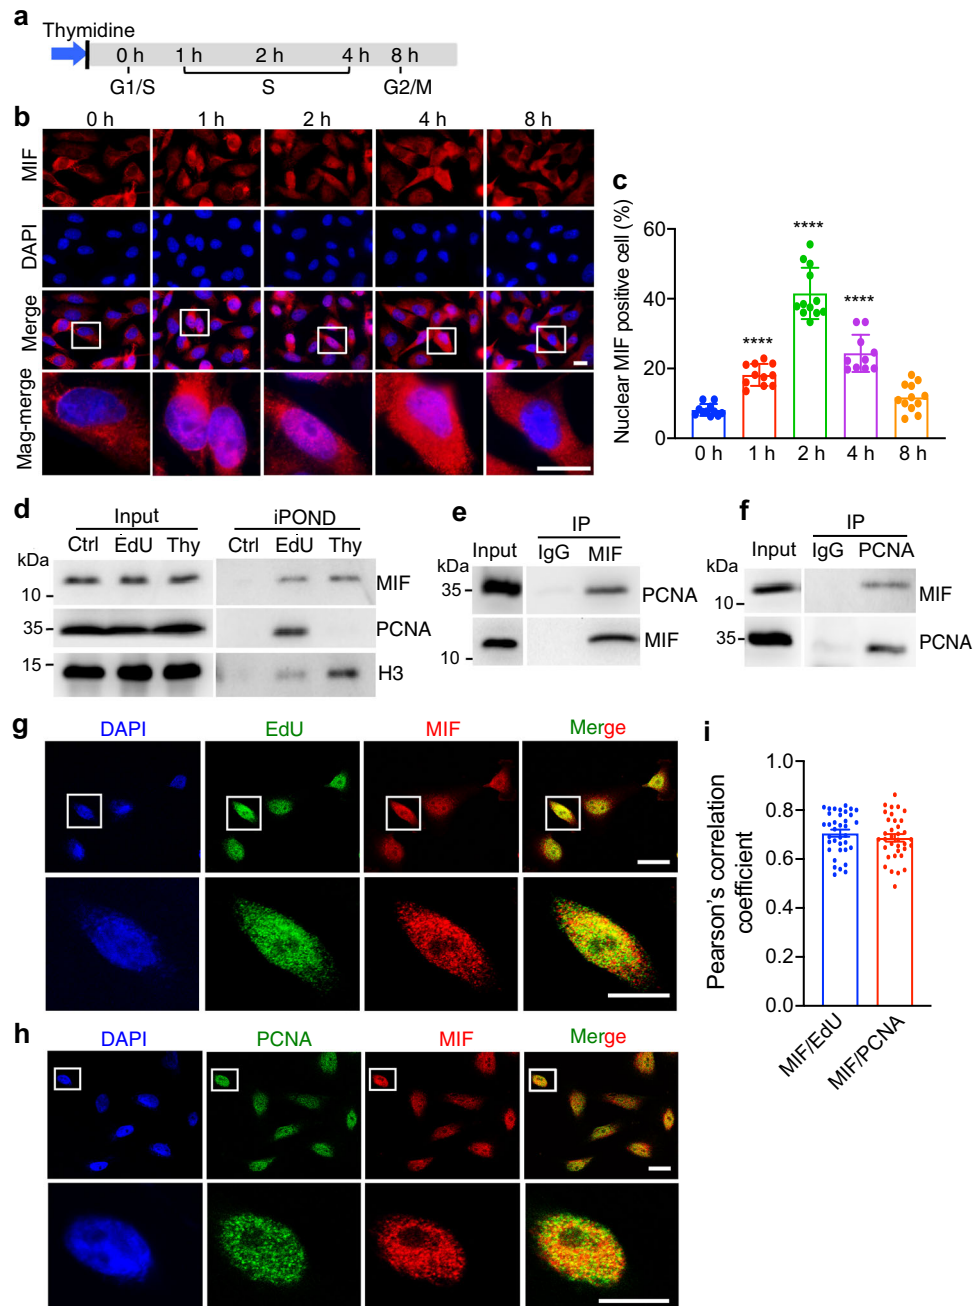 a
Thymidine
0 h 1 h 2 h 4 h 8 h
G1/S S G2/M
b
0 h 1 h 2 h 4 h 8 h
MIF
DAPI
Merge
Mag-merge
c
Nuclear MIF positive cell (%)
60
40
20
0
****
****
****
0 h 1 h 2 h 4 h 8 h
d
Input iPOND
kDa Ctrl EdU Thy Ctrl EdU Thy
10 MIF
35 PCNA
15 H3
e
IP
Input IgG MIF
kDa
35 PCNA
10 MIF
f
IP
Input IgG PCNA
kDa
10 MIF
35 PCNA
g
DAPI EdU MIF Merge
h
DAPI PCNA MIF Merge
i
Pearson's correlation
coefficient
1.0
0.8
0.6
0.4
0.2
0.0
MIF/EdU
MIF/PCNA